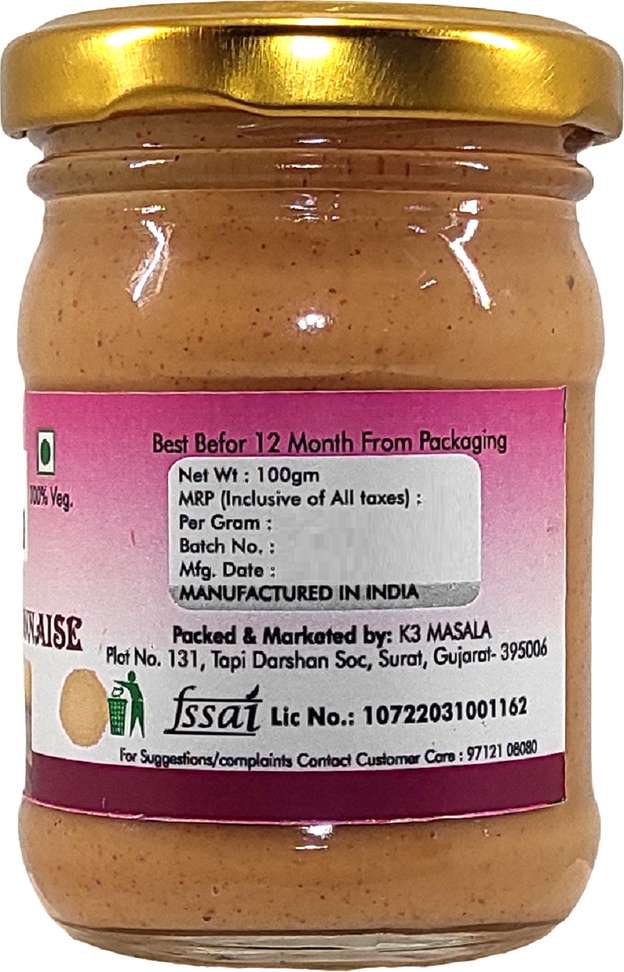 Best Befor 12 Month From Packaging
100% Veg.
Net Wt : 100gm
MRP (Inclusive of All taxes) :
Per Gram :
Batch No. :
Mfg. Date :
MANUFACTURED IN INDIA
Packed & Marketed by: K3 MASALA
Plot No. 131, Tapi Darshan Soc, Surat, Gujarat- 395006
fssai Lic No.: 10722031001162
For Suggestions/complaints Contact Customer Care : 97121 08080